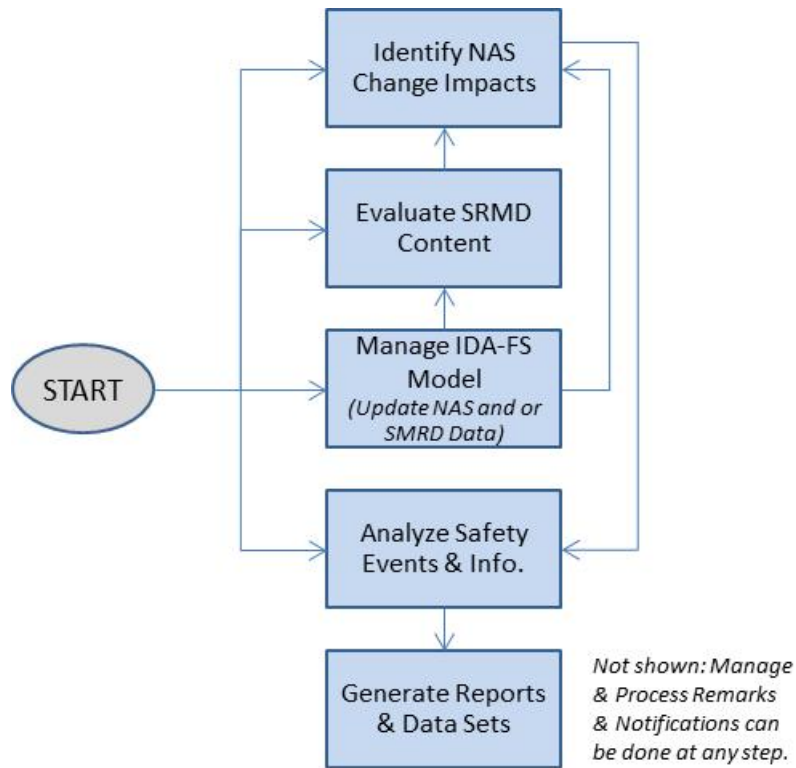 Identify NAS
Change Impacts
Evaluate SRMD
Content
START
Manage IDA-FS
Model
(Update NAS and or
SMRD Data)
Analyze Safety
Events & Info.
Generate Reports
& Data Sets
Not shown: Manage
& Process Remarks
& Notifications can
be done at any step.